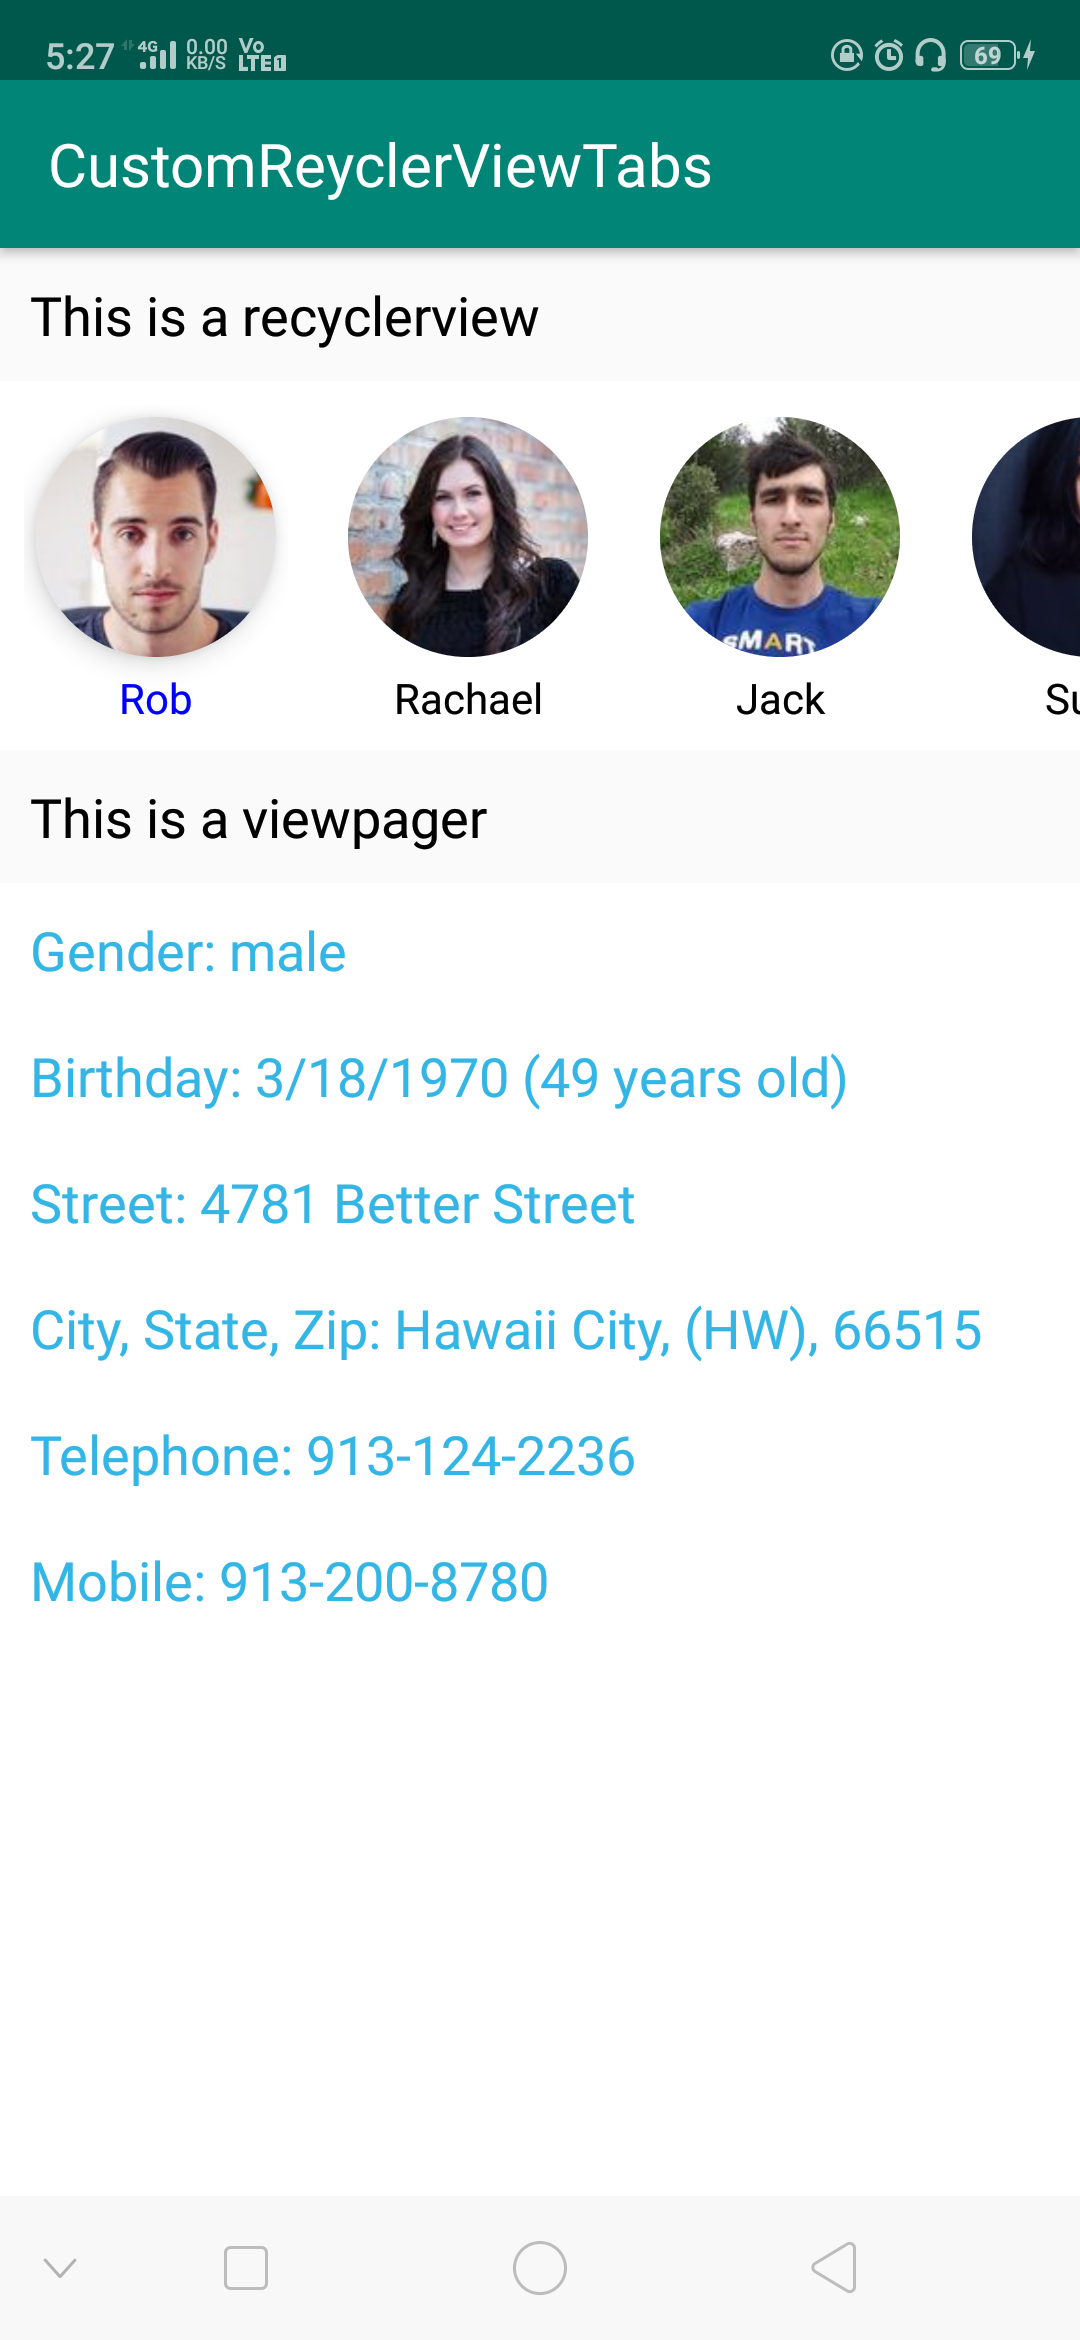 5:27 4G 0.00 KB/S Vo LTE1 69
CustomReyclerViewTabs
This is a recyclerview
SMART
Rob Rachael Jack Su
This is a viewpager
Gender: male
Birthday: 3/18/1970 (49 years old)
Street: 4781 Better Street
City, State, Zip: Hawaii City, (HW), 66515
Telephone: 913-124-2236
Mobile: 913-200-8780